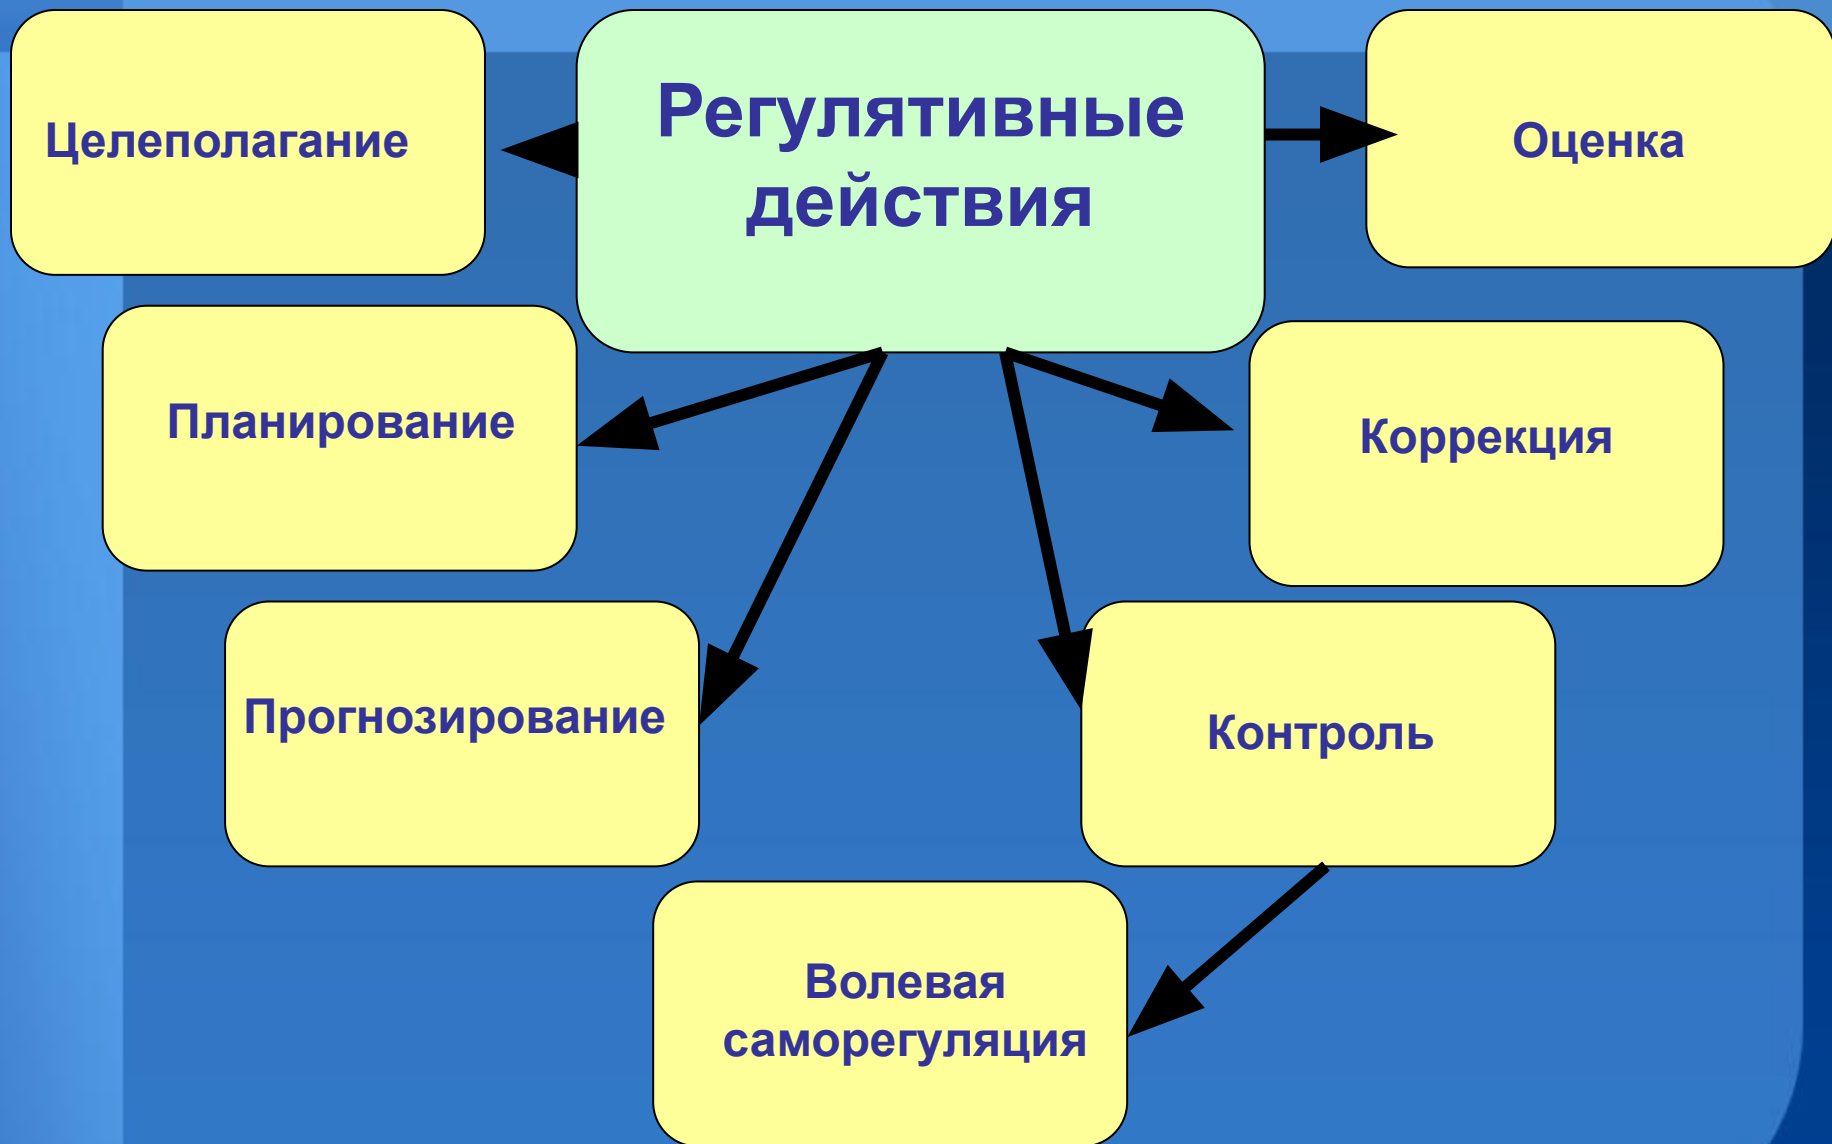 Целеполагание
Регулятивные
действия
Оценка
Планирование
Коррекция
Прогнозирование
Контроль
Волевая
саморегуляция